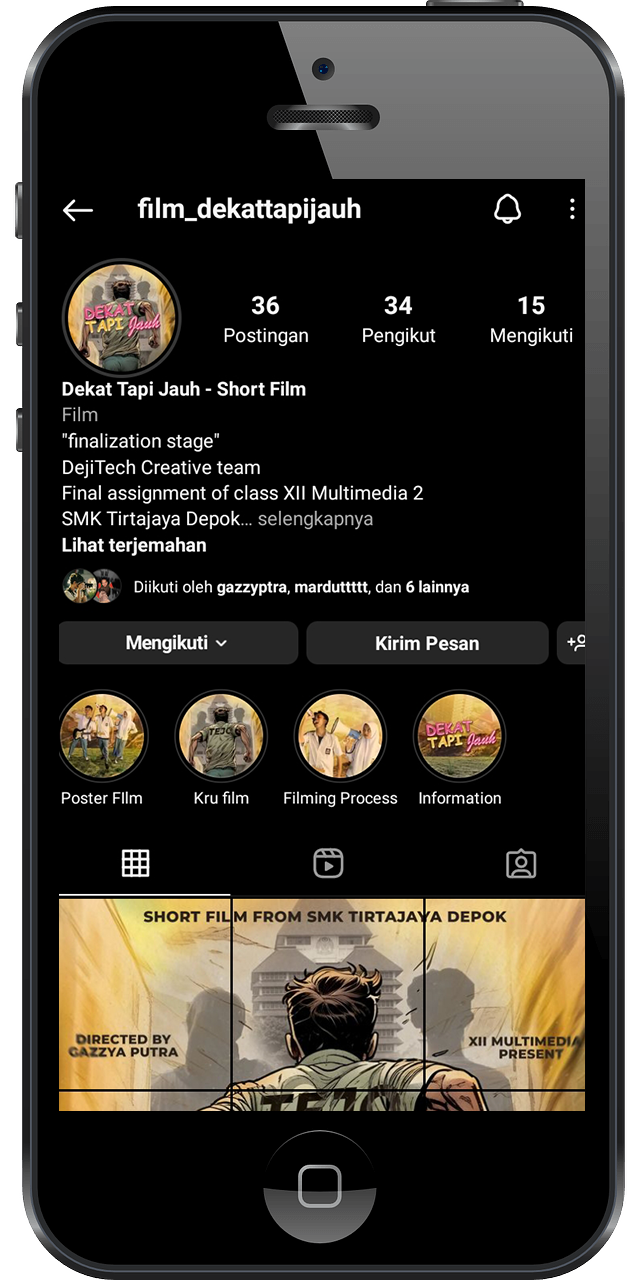 film_dekattapijauh
DEKAT
TAPI Jauh
36
Postingan
34
Pengikut
15
Mengikuti
Dekat Tapi Jauh - Short Film
Film
"finalization stage"
DejiTech Creative team
Final assignment of class XII Multimedia 2
SMK Tirtajaya Depok... selengkapnya
Lihat terjemahan
Diikuti oleh gazzyptra, marduttttt, dan 6 lainnya
Mengikuti
Kirim Pesan
TEJO
DEKAT
TAPI Jauh
Poster FIlm
Kru film
Filming Process
Information
SHORT FILM FROM SMK TIRTAJAYA DEPOK
DIRECTED BY
GAZZYA PUTRA
XII MULTIMEDIA
PRESENT
TEJO